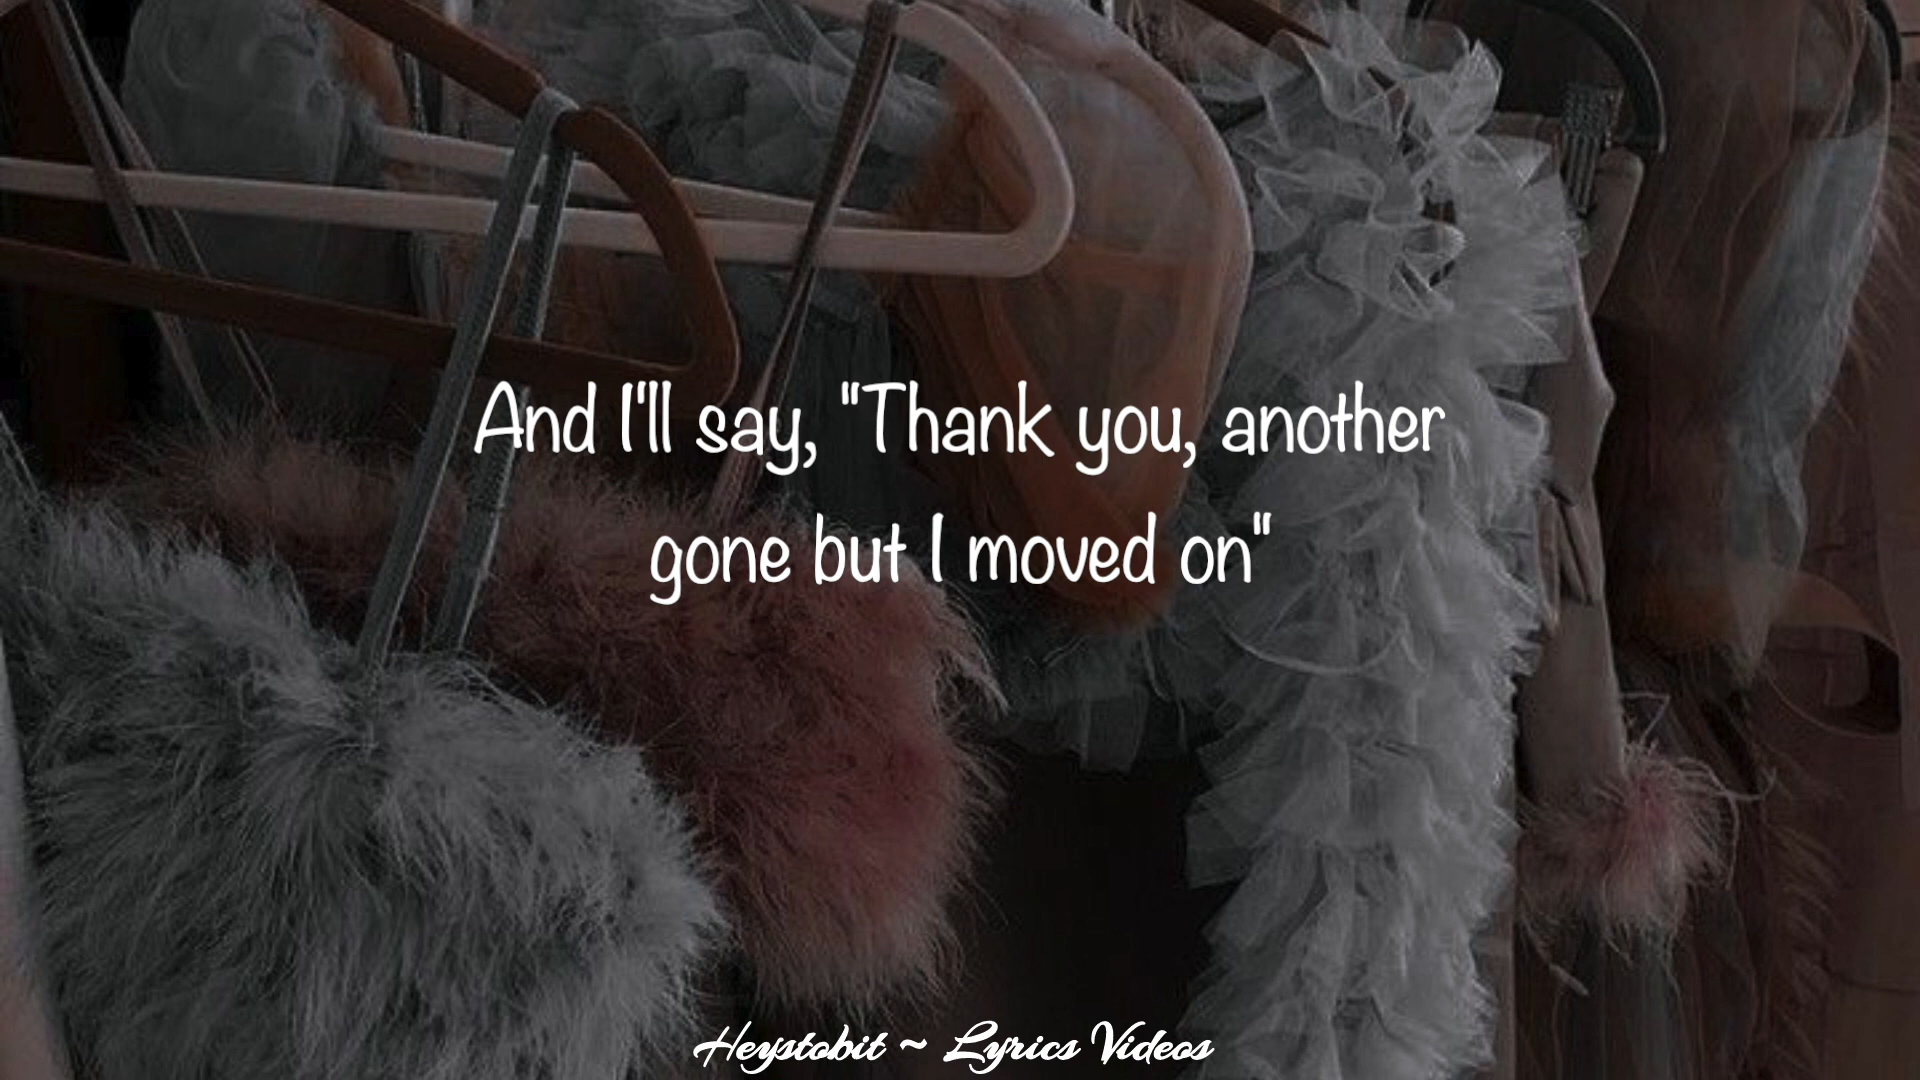 And I'll say, "Thank you, another
gone but I moved on"
Heystobit ~ Lyrics Videos